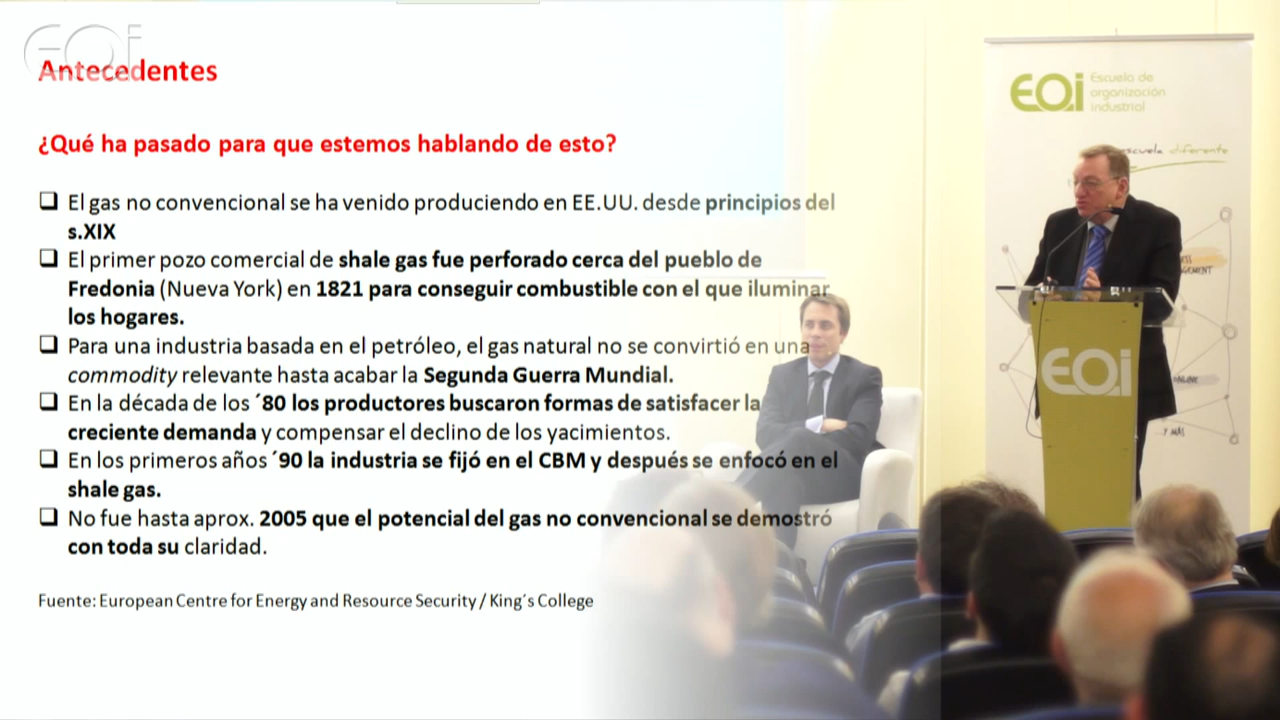 EOi
Antecedentes
¿Qué ha pasado para que estemos hablando de esto?
❑ El gas no convencional se ha venido produciendo en EE.UU. desde principios del
s.XIX
❑ El primer pozo comercial de shale gas fue perforado cerca del pueblo de
Fredonia (Nueva York) en 1821 para conseguir combustible con el que iluminar
los hogares.
❑ Para una industria basada en el petróleo, el gas natural no se convirtió en una
commodity relevante hasta acabar la Segunda Guerra Mundial.
❑ En la década de los ´80 los productores buscaron formas de satisfacer la
creciente demanda y compensar el declino de los yacimientos.
❑ En los primeros años ´90 la industria se fijó en el CBM y después se enfocó en el
shale gas.
❑ No fue hasta aprox. 2005 que el potencial del gas no convencional se demostró
con toda su claridad.
Fuente: European Centre for Energy and Resource Security / King´s College
EOi
Escuela de
organización
industrial
escuela diferente
EOi
ONLINE
Y MÁS